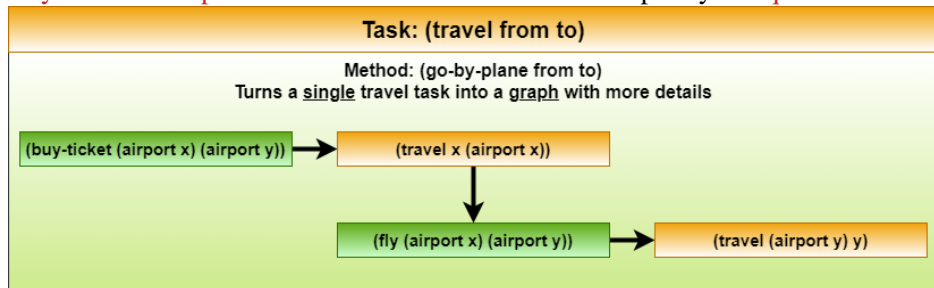 Task: (travel from to)
Method: (go-by-plane from to)
Turns a single travel task into a graph with more details
(buy-ticket (airport x) (airport y))
(travel x (airport x))
(fly (airport x) (airport y))
(travel (airport y) y)